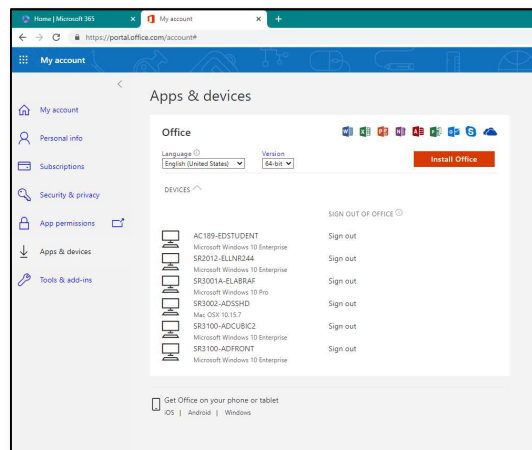 Home | Microsoft 365
My account
https://portal.office.com/account#
My account
My account
Personal info
Subscriptions
Security & privacy
App permissions
Apps & devices
Tools & add-ins
Apps & devices
Office
Language
Version
English (United States)
64-bit
Install Office
DEVICES
SIGN OUT OF OFFICE
AC189-EDSTUDENT
Sign out
Microsoft Windows 10 Enterprise
SR2012-ELLNR244
Sign out
Microsoft Windows 10 Enterprise
SR3001A-ELABRAF
Sign out
Microsoft Windows 10 Pro
SR3002-ADSSHD
Sign out
Mac OSX 10.15.7
SR3100-ADCUBIC2
Sign out
Microsoft Windows 10 Enterprise
SR3100-ADFRONT
Sign out
Microsoft Windows 10 Enterprise
Get Office on your phone or tablet
iOS | Android | Windows